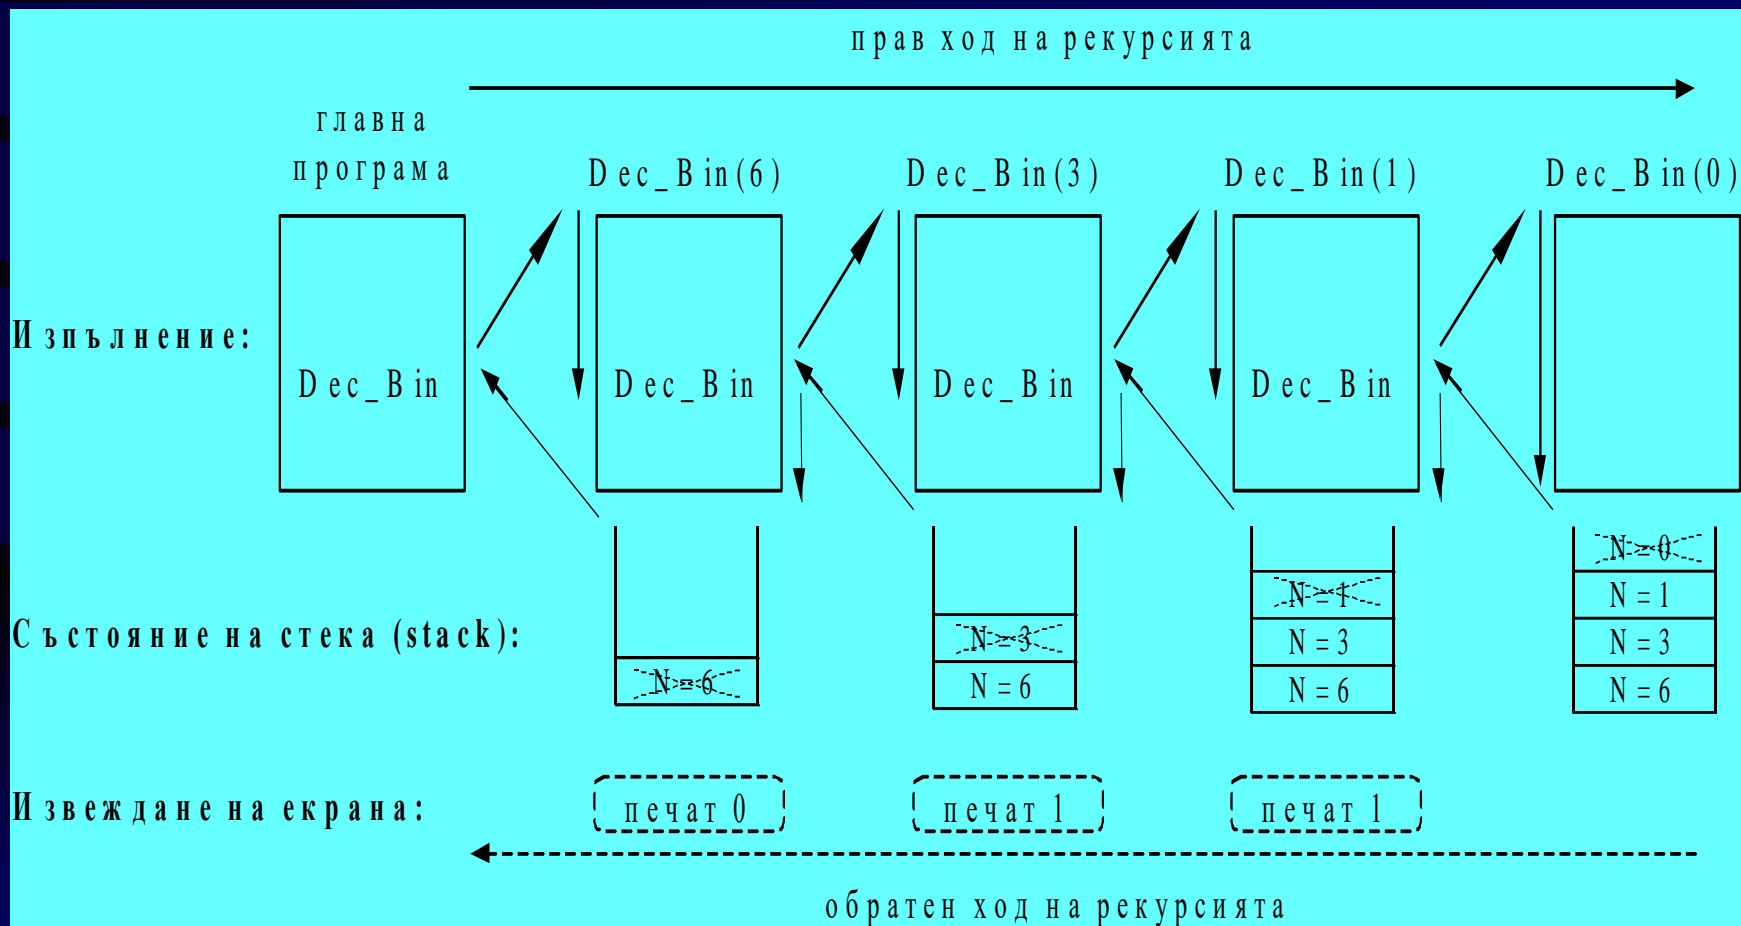 прав ход на рекурсията
главна
програма
Dec_Bin(6)
Dec_Bin(3)
Dec_Bin(1)
Dec_Bin(0)
Изпълнение:
Dec_Bin
Dec_Bin
Dec_Bin
Dec_Bin
N = 0
N = 1
N = 1
Състояние на стека (stack):
N = 3
N = 3
N = 3
N = 6
N = 6
N = 6
N = 6
Извеждане на екрана:
печат 0
печат 1
печат 1
обратен ход на рекурсията